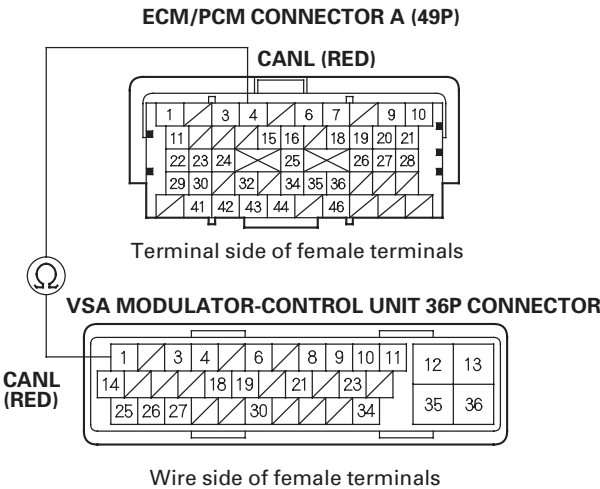 ECM/PCM CONNECTOR A (49P)
CANL (RED)
1 3 4 6 7 9 10
11 15 16 18 19 20 21
22 23 24 25 26 27 28
29 30 32 34 35 36
41 42 43 44 46
Terminal side of female terminals
Ω
VSA MODULATOR-CONTROL UNIT 36P CONNECTOR
1 3 4 6 8 9 10 11 12 13
CANL
(RED)
14 18 19 21 23
25 26 27 30 34 35 36
Wire side of female terminals